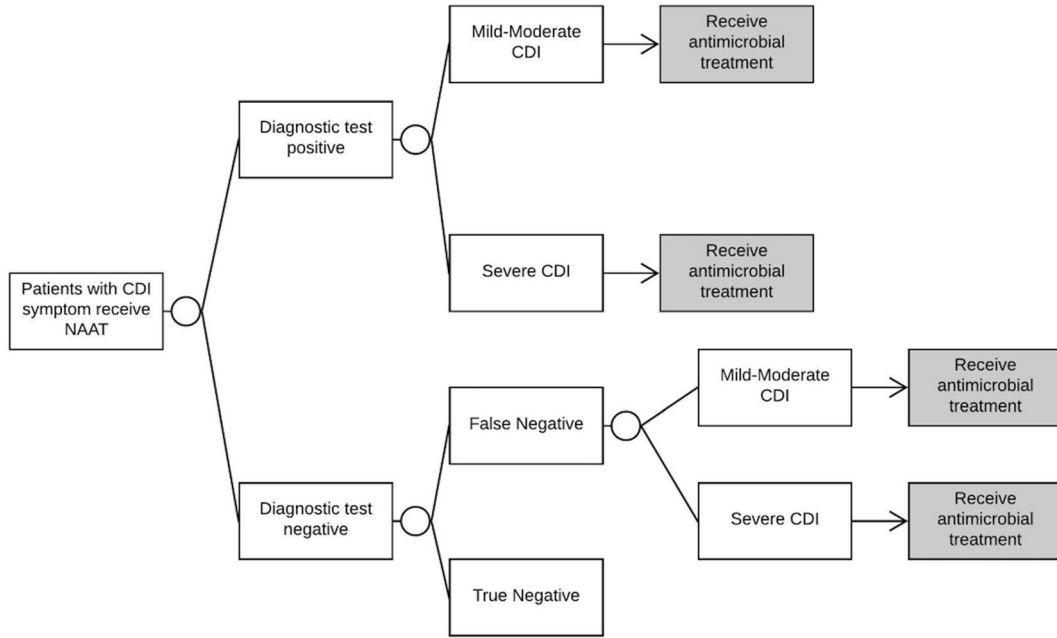 Mild-Moderate
CDI
Receive
antimicrobial
treatment
Diagnostic test
positive
Severe CDI
Receive
antimicrobial
treatment
Patients with CDI
symptom receive
NAAT
False Negative
Mild-Moderate
CDI
Receive
antimicrobial
treatment
Diagnostic test
negative
Severe CDI
Receive
antimicrobial
treatment
True Negative